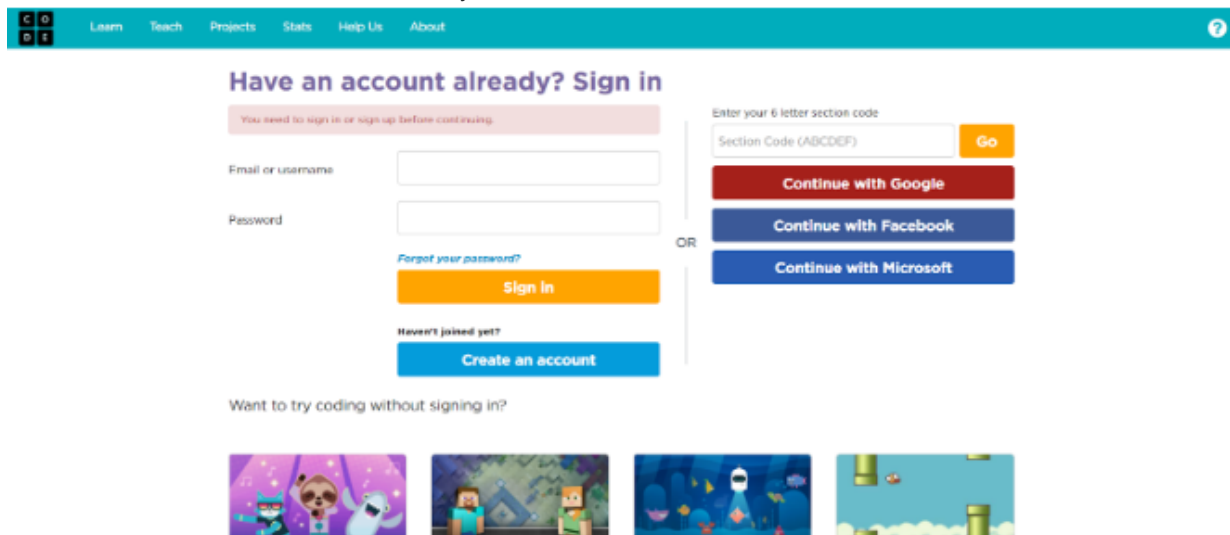 C O
D E
Learn Teach Projects Stats Help Us About
?
Have an account already? Sign in
You need to sign in or sign up before continuing.
Email or username
Password
Forgot your password?
Sign in
Haven't joined yet?
Create an account
OR
Enter your 6 letter section code
Section Code (ABCDEF)
Go
Continue with Google
Continue with Facebook
Continue with Microsoft
Want to try coding without signing in?